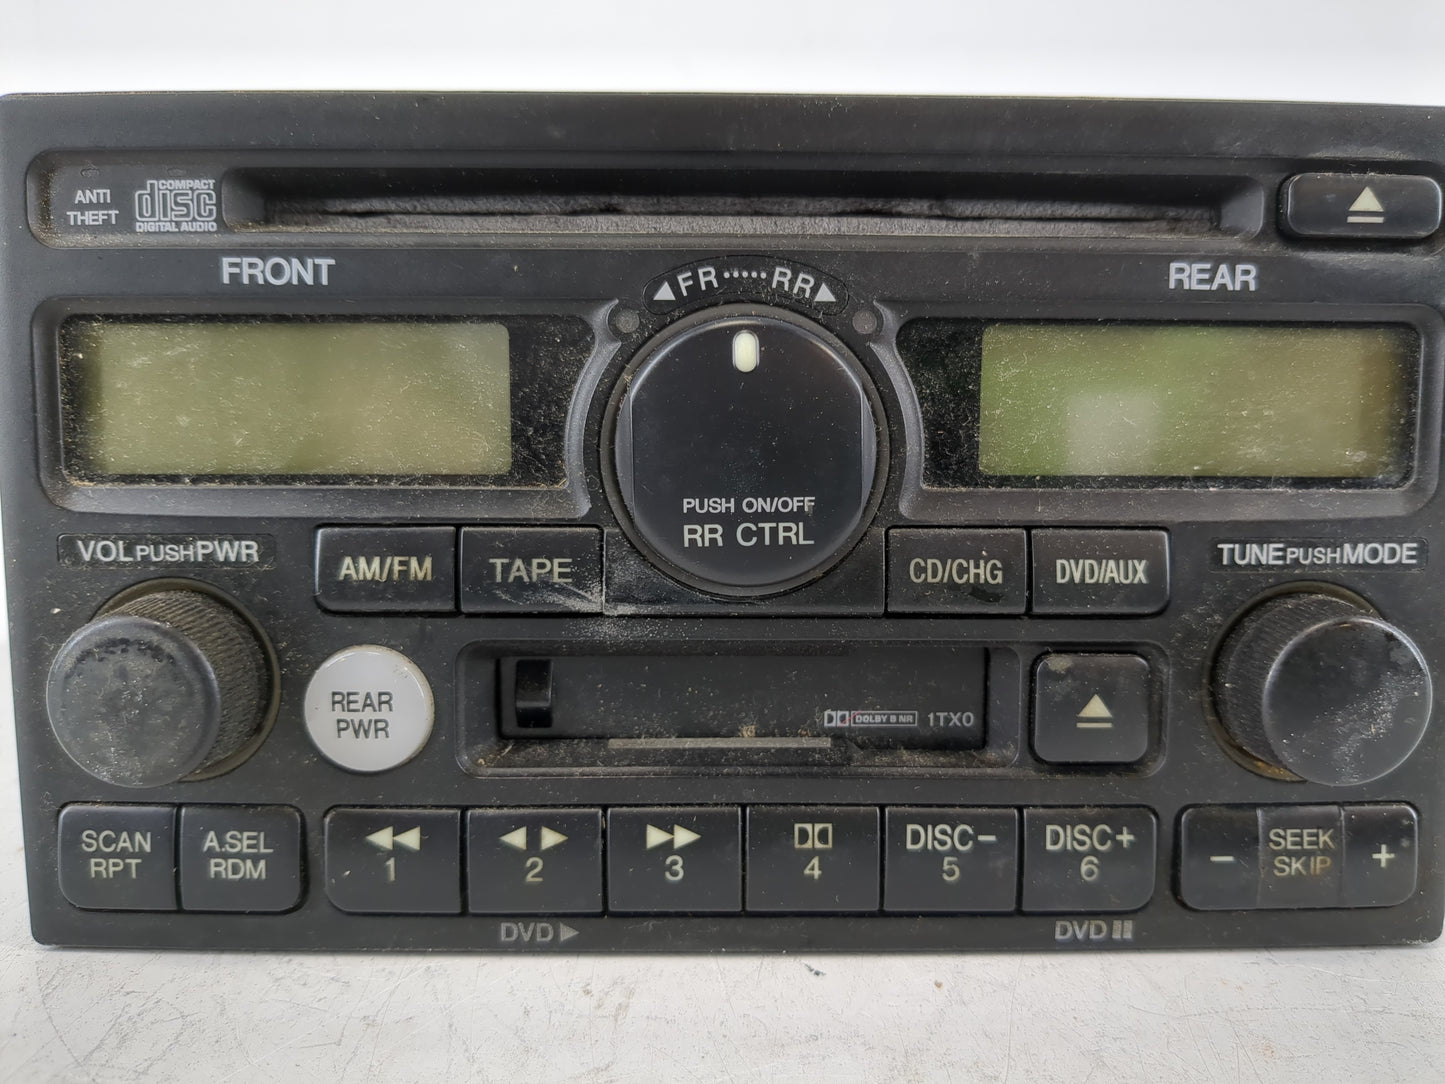 ANTI
THEFT
COMPACT
disc
DIGITAL AUDIO
FRONT
FR RR
REAR
PUSH ON/OFF
RR CTRL
VOL PUSH PWR
AM/FM
TAPE
CD/CHG
DVD/AUX
TUNE PUSH MODE
REAR
PWR
DOLBY B NR 1TX0
SCAN
RPT
A.SEL
RDM
1
2
3
4
DISC-
5
DISC+
6
- SEEK +
SKIP
DVD
DVD